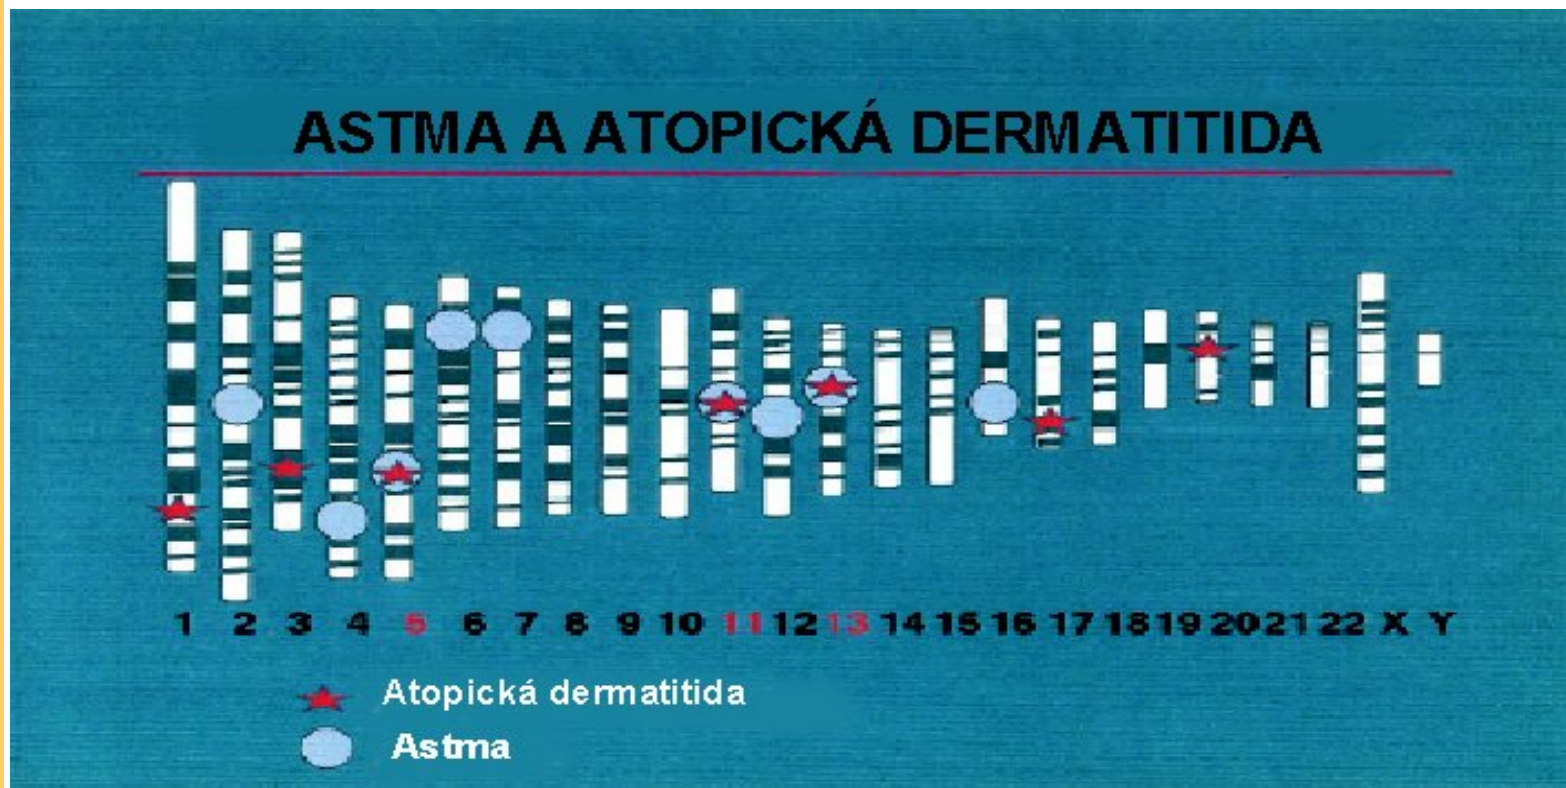 ASTMA A ATOPICKÁ DERMATITIDA
1 2 3 4 5 6 7 8 9 10 11 12 13 14 15 16 17 18 19 20 21 22 X Y
Atopická dermatitida
Astma